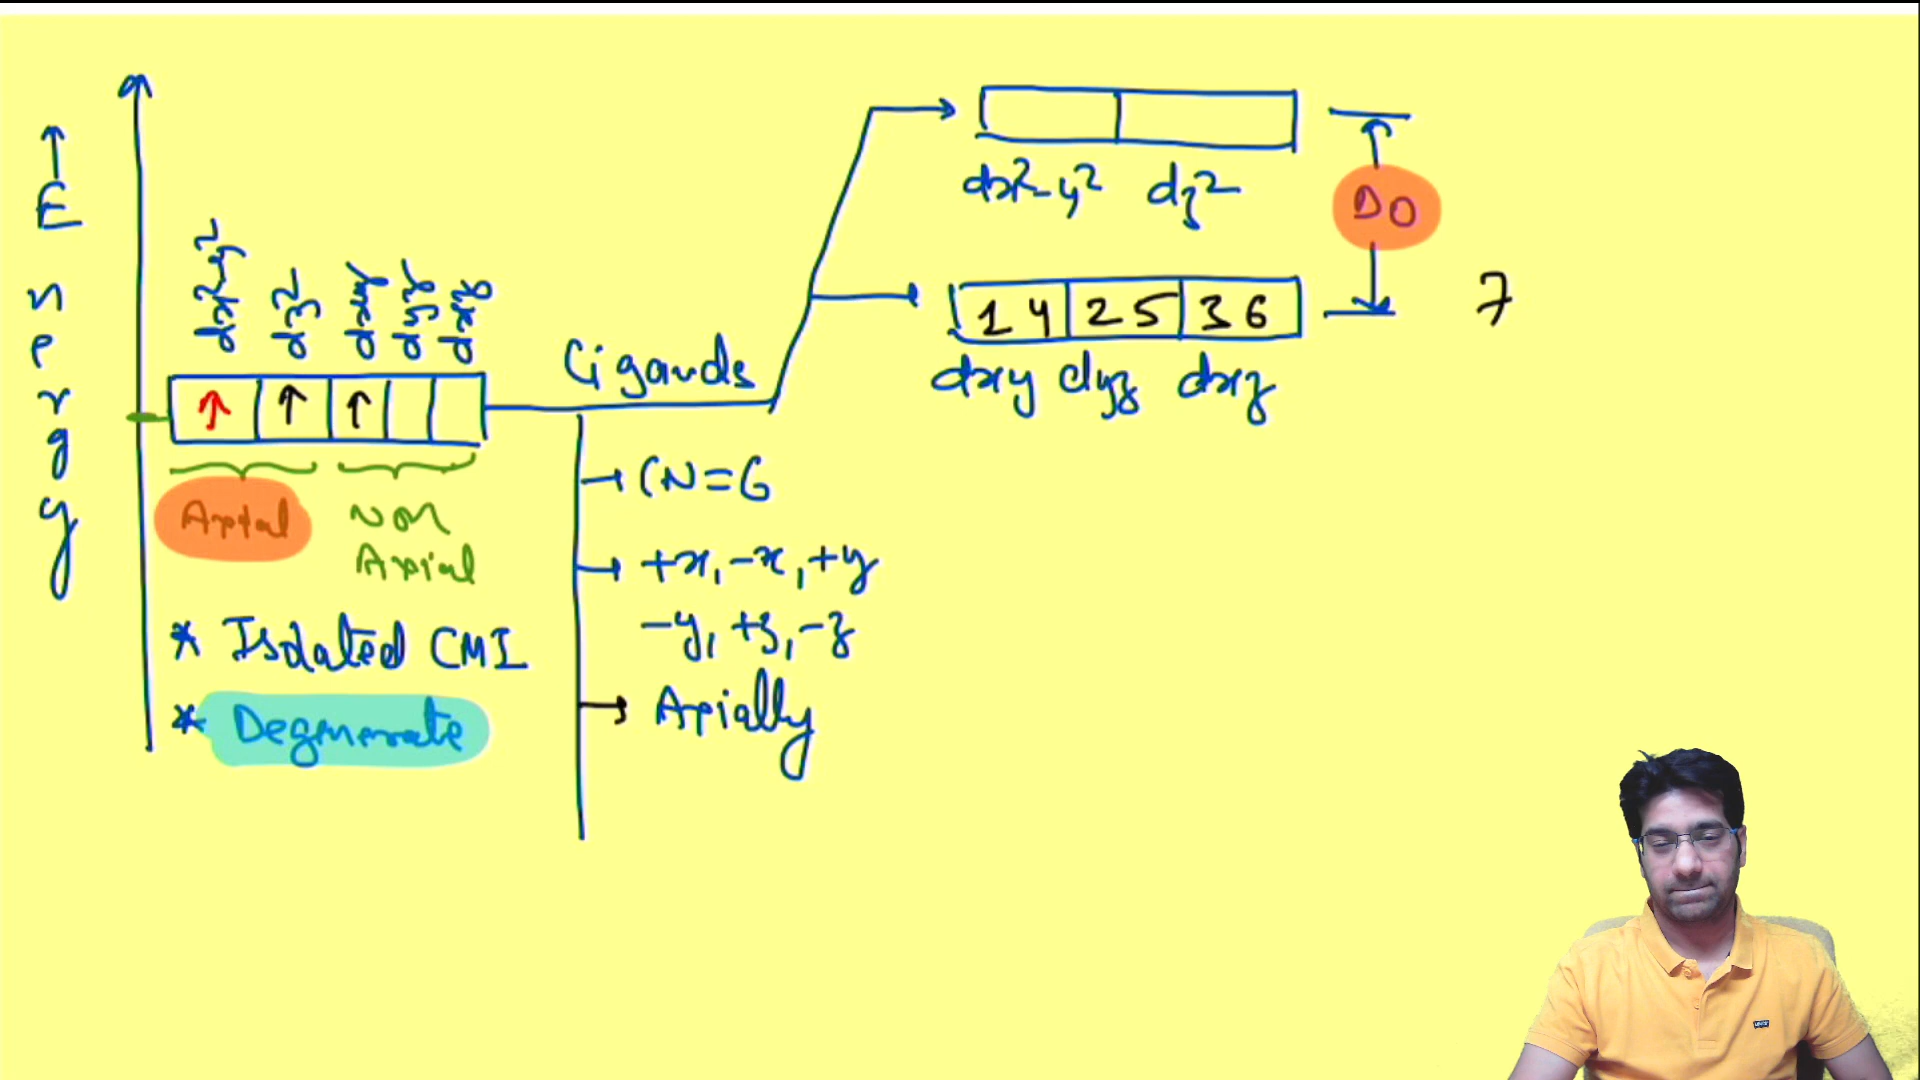 ↑
Energy
dx²-y² dz² dxy dyz dxz
↑ ↑ ↑
Axial
Non
Axial
* Isolated CMI
* Degenerate
Ligands
→ CN=6
→ +x, -x, +y
-y, +z, -z
→ Axially
dx²-y² dz²
Δo
1 4 2 5 3 6
7
dxy dyz dxz